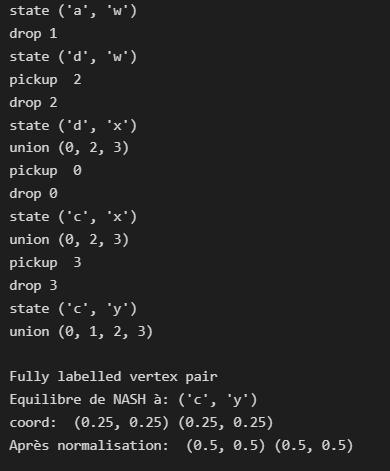 state ('a', 'w')
drop 1
state ('d', 'w')
pickup  2
drop 2
state ('d', 'x')
union (0, 2, 3)
pickup  0
drop 0
state ('c', 'x')
union (0, 2, 3)
pickup  3
drop 3
state ('c', 'y')
union (0, 1, 2, 3)
Fully labelled vertex pair
Equilibre de NASH à: ('c', 'y')
coord:  (0.25, 0.25) (0.25, 0.25)
Après normalisation:  (0.5, 0.5) (0.5, 0.5)